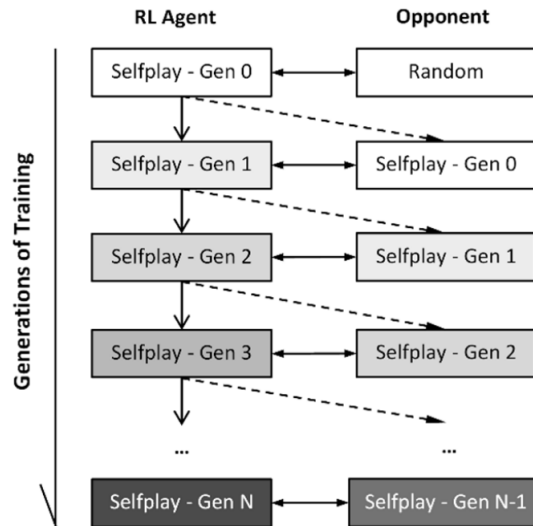 RL Agent Opponent
Selfplay - Gen 0 Random
Selfplay - Gen 1 Selfplay - Gen 0
Selfplay - Gen 2 Selfplay - Gen 1
Selfplay - Gen 3 Selfplay - Gen 2
... ...
Selfplay - Gen N Selfplay - Gen N-1
Generations of Training